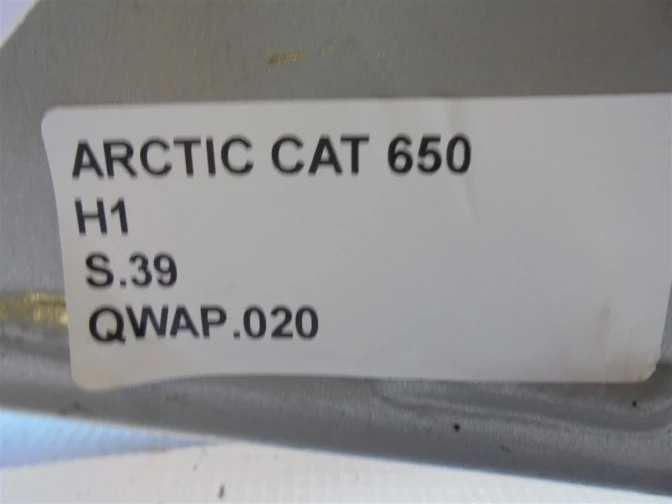 ARCTIC CAT 650
H1
S.39
QWAP.020